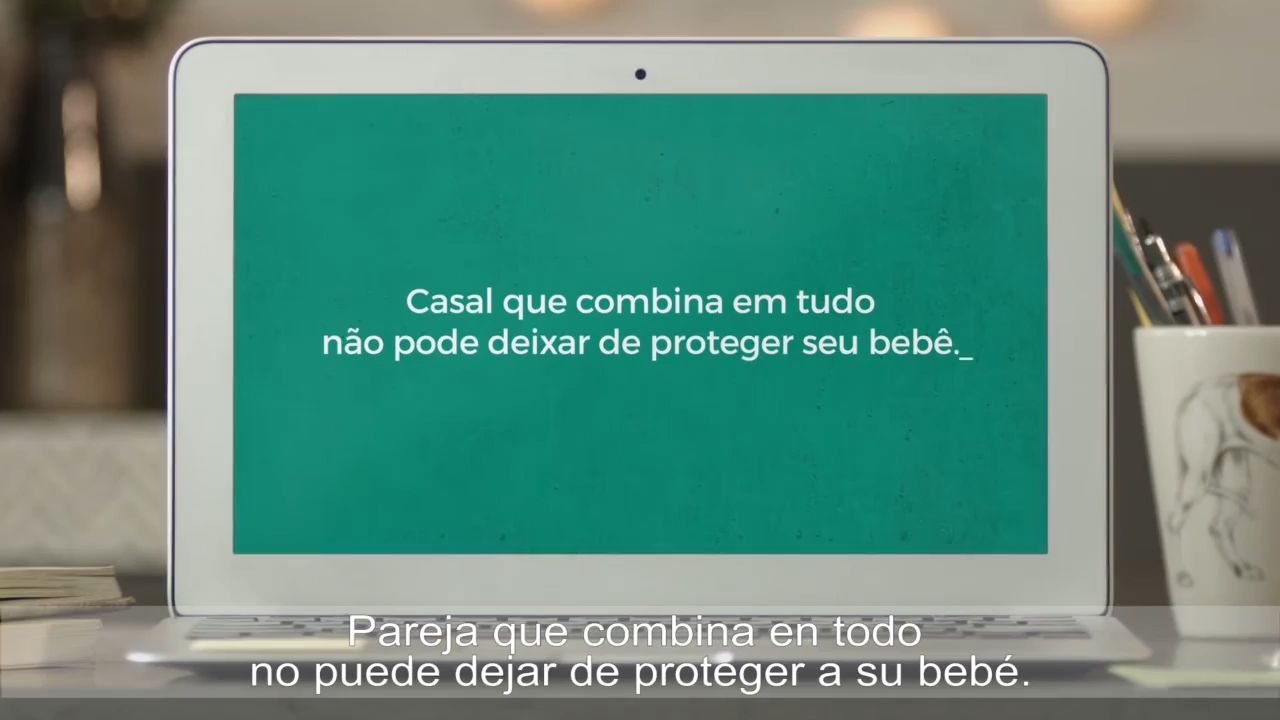 Casal que combina em tudo
não pode deixar de proteger seu bebê._
Pareja que combina en todo
no puede dejar de proteger a su bebé.